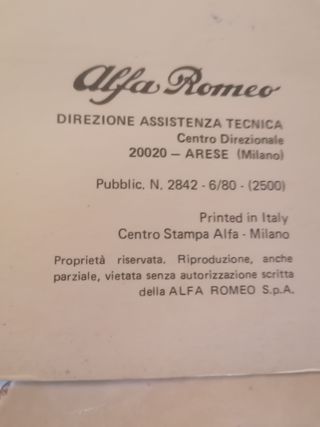 Alfa Romeo
DIREZIONE ASSISTENZA TECNICA
Centro Direzionale
20020 – ARESE (Milano)
Pubblic. N. 2842 - 6/80 - (2500)
Printed in Italy
Centro Stampa Alfa - Milano
Proprietà riservata. Riproduzione, anche
parziale, vietata senza autorizzazione scritta
della ALFA ROMEO S.p.A.